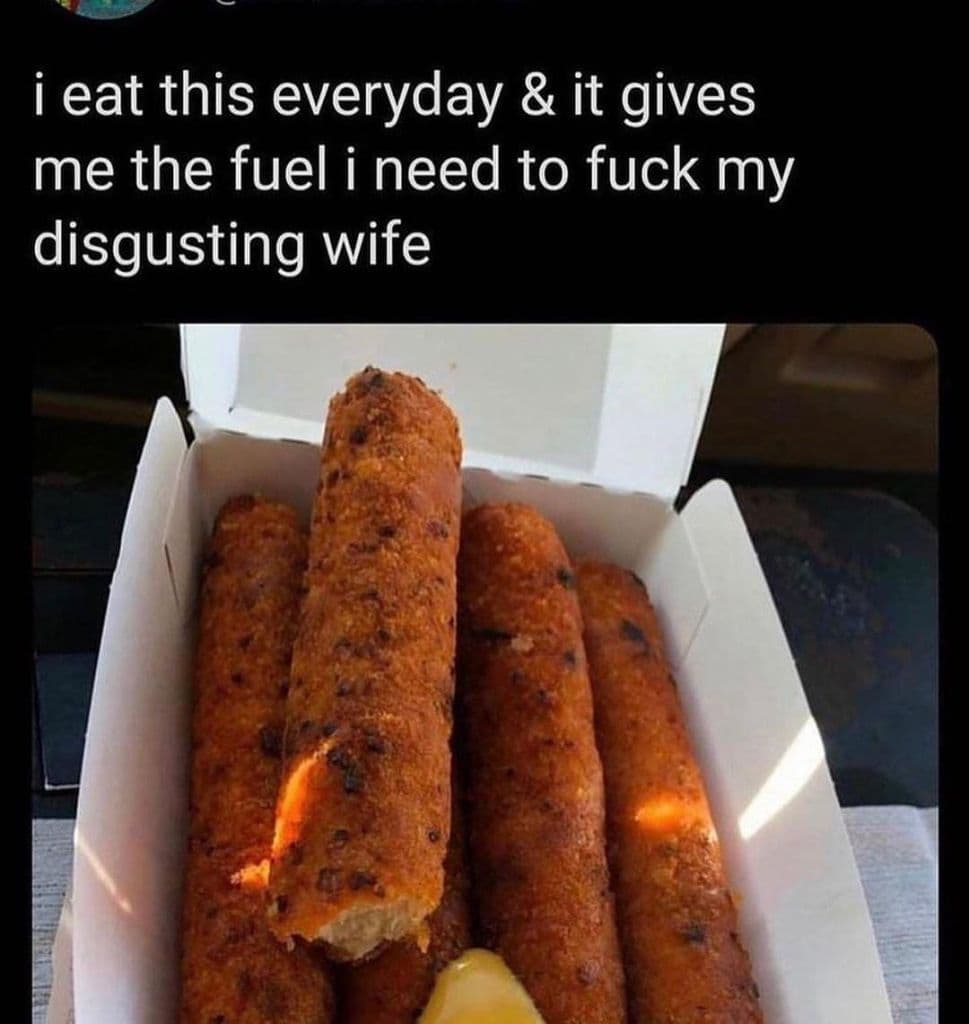 i eat this everyday & it gives
me the fuel i need to fuck my
disgusting wife